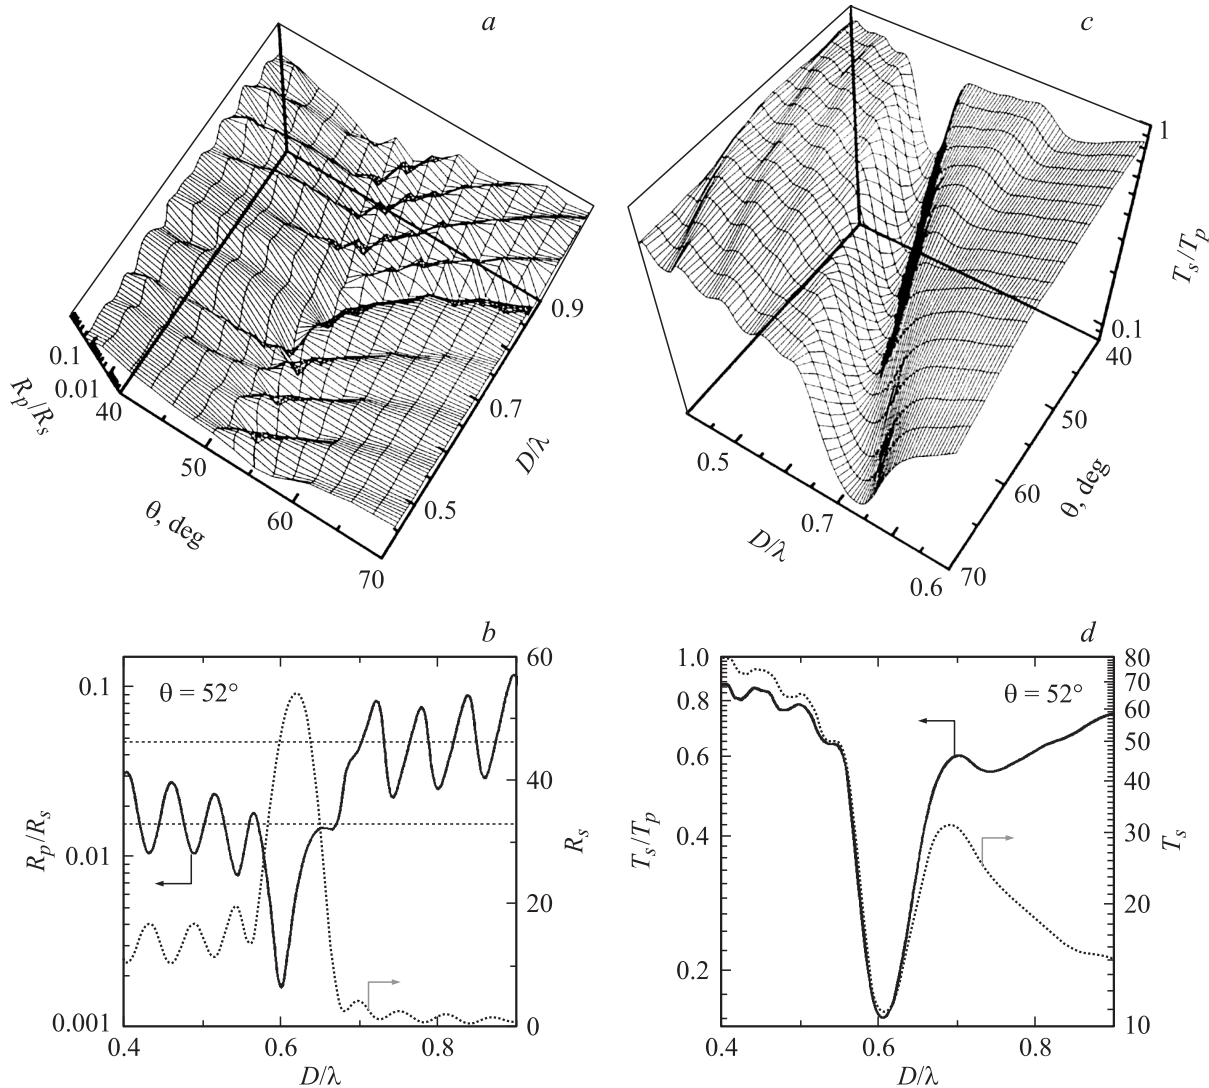 a
0.1
0.01
R_p/R_s
40
50
60
70
θ, deg
0.5
0.7
0.9
D/λ
c
1
0.1
T_s/T_p
40
50
60
70
θ, deg
0.5
0.7
0.6
D/λ
b
θ = 52°
0.1
0.01
0.001
R_p/R_s
60
40
20
0
R_s
0.4
0.6
0.8
D/λ
d
θ = 52°
1.0
0.8
0.6
0.4
0.2
T_s/T_p
80
70
60
50
40
30
20
10
T_s
0.4
0.6
0.8
D/λ